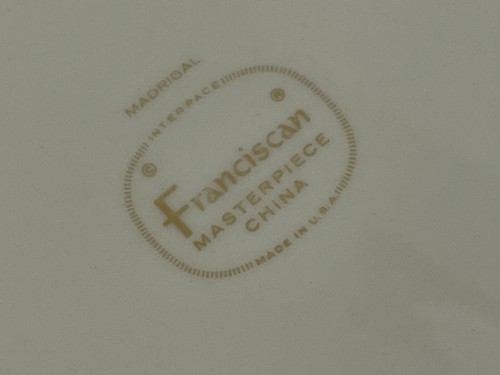 MADRIGAL
INTERPACE
© ®
Franciscan
MASTERPIECE
CHINA
MADE IN U.S.A.